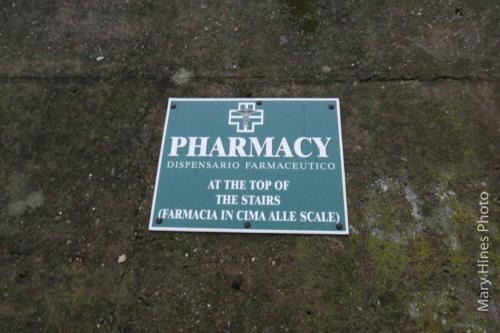 PHARMACY
DISPENSARIO FARMACEUTICO
AT THE TOP OF
THE STAIRS
(FARMACIA IN CIMA ALLE SCALE)
Mary Hines Photo